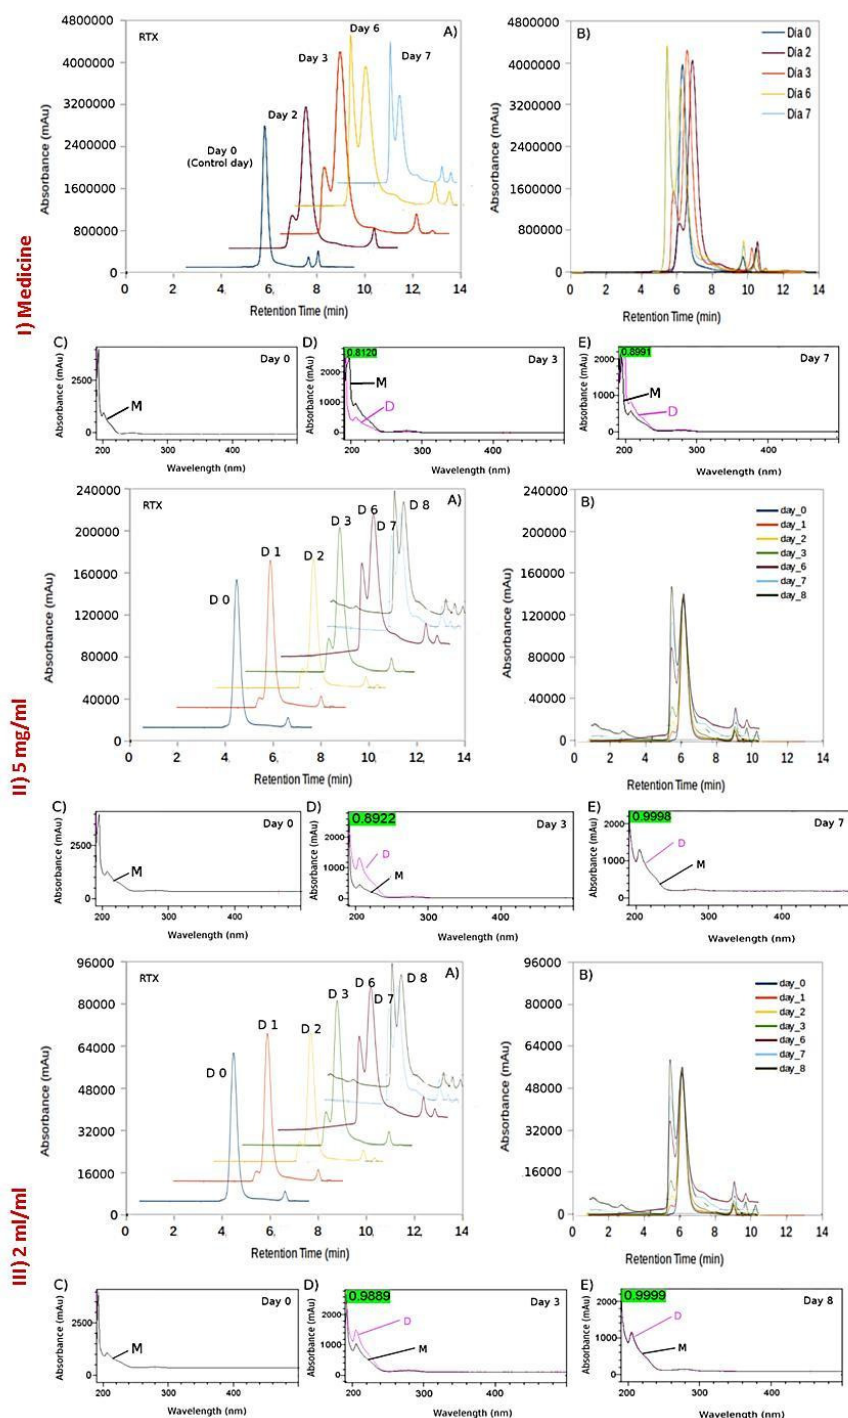 I) Medicine
RTX
A)
Day 0
(Control day)
Day 2
Day 3
Day 6
Day 7
Absorbance (mAu)
4800000
4000000
3200000
2400000
1600000
800000
0
0 2 4 6 8 10 12 14
Retention Time (min)
B)
Dia 0
Dia 2
Dia 3
Dia 6
Dia 7
Absorbance (mAu)
4800000
4000000
3200000
2400000
1600000
800000
0
0 2 4 6 8 10 12 14
Retention Time (min)
C)
Day 0
M
Absorbance (mAu)
2500
0
200 400
Wavelength (nm)
D)
0.8120
Day 3
M
D
Absorbance (mAu)
2000
1000
0
200 400
Wavelength (nm)
E)
0.8991
Day 7
M
D
Absorbance (mAu)
2000
1000
0
200 400
Wavelength (nm)
II) 5 mg/ml
RTX
A)
D 0
D 1
D 2
D 3
D 6
D 7
D 8
Absorbance (mAu)
240000
200000
160000
120000
80000
40000
0
0 2 4 6 8 10 12 14
Retention Time (min)
B)
day_0
day_1
day_2
day_3
day_6
day_7
day_8
Absorbance (mAu)
240000
200000
160000
120000
80000
40000
0
0 2 4 6 8 10 12 14
Retention Time (min)
C)
Day 0
M
Absorbance (mAu)
2500
0
200 400
Wavelength (nm)
D)
0.8922
Day 3
D
M
Absorbance (mAu)
2000
1000
0
200 400
Wavelength (nm)
E)
0.9998
Day 7
D
M
Absorbance (mAu)
2000
1000
0
200 300 400
Wavelength (nm)
III) 2 ml/ml
RTX
A)
D 0
D 1
D 2
D 3
D 6
D 7
D 8
Absorbance (mAu)
96000
80000
64000
48000
32000
16000
0
0 2 4 6 8 10 12 14
Retention Time (min)
B)
day_0
day_1
day_2
day_3
day_6
day_7
day_8
Absorbance (mAu)
96000
80000
64000
48000
32000
16000
0
0 2 4 6 8 10 12 14
Retention Time (min)
C)
Day 0
M
Absorbance (mAu)
2500
0
200 400
Wavelength (nm)
D)
0.9889
Day 3
D
M
Absorbance (mAu)
2000
1000
0
200 300 400
Wavelength (nm)
E)
0.9999
Day 8
D
M
Absorbance (mAu)
2000
1000
0
200 300 400
Wavelength (nm)